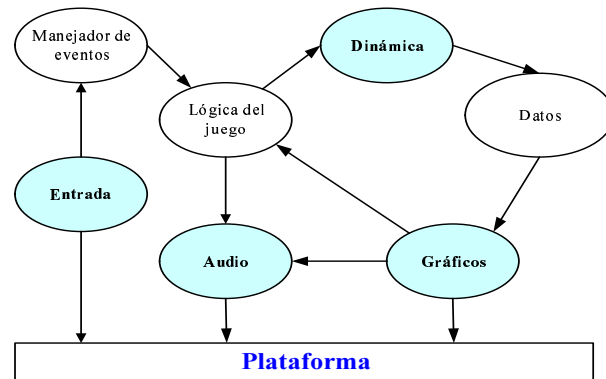 Manejador de
eventos
Dinámica
Lógica del
juego
Datos
Entrada
Audio
Gráficos
Plataforma